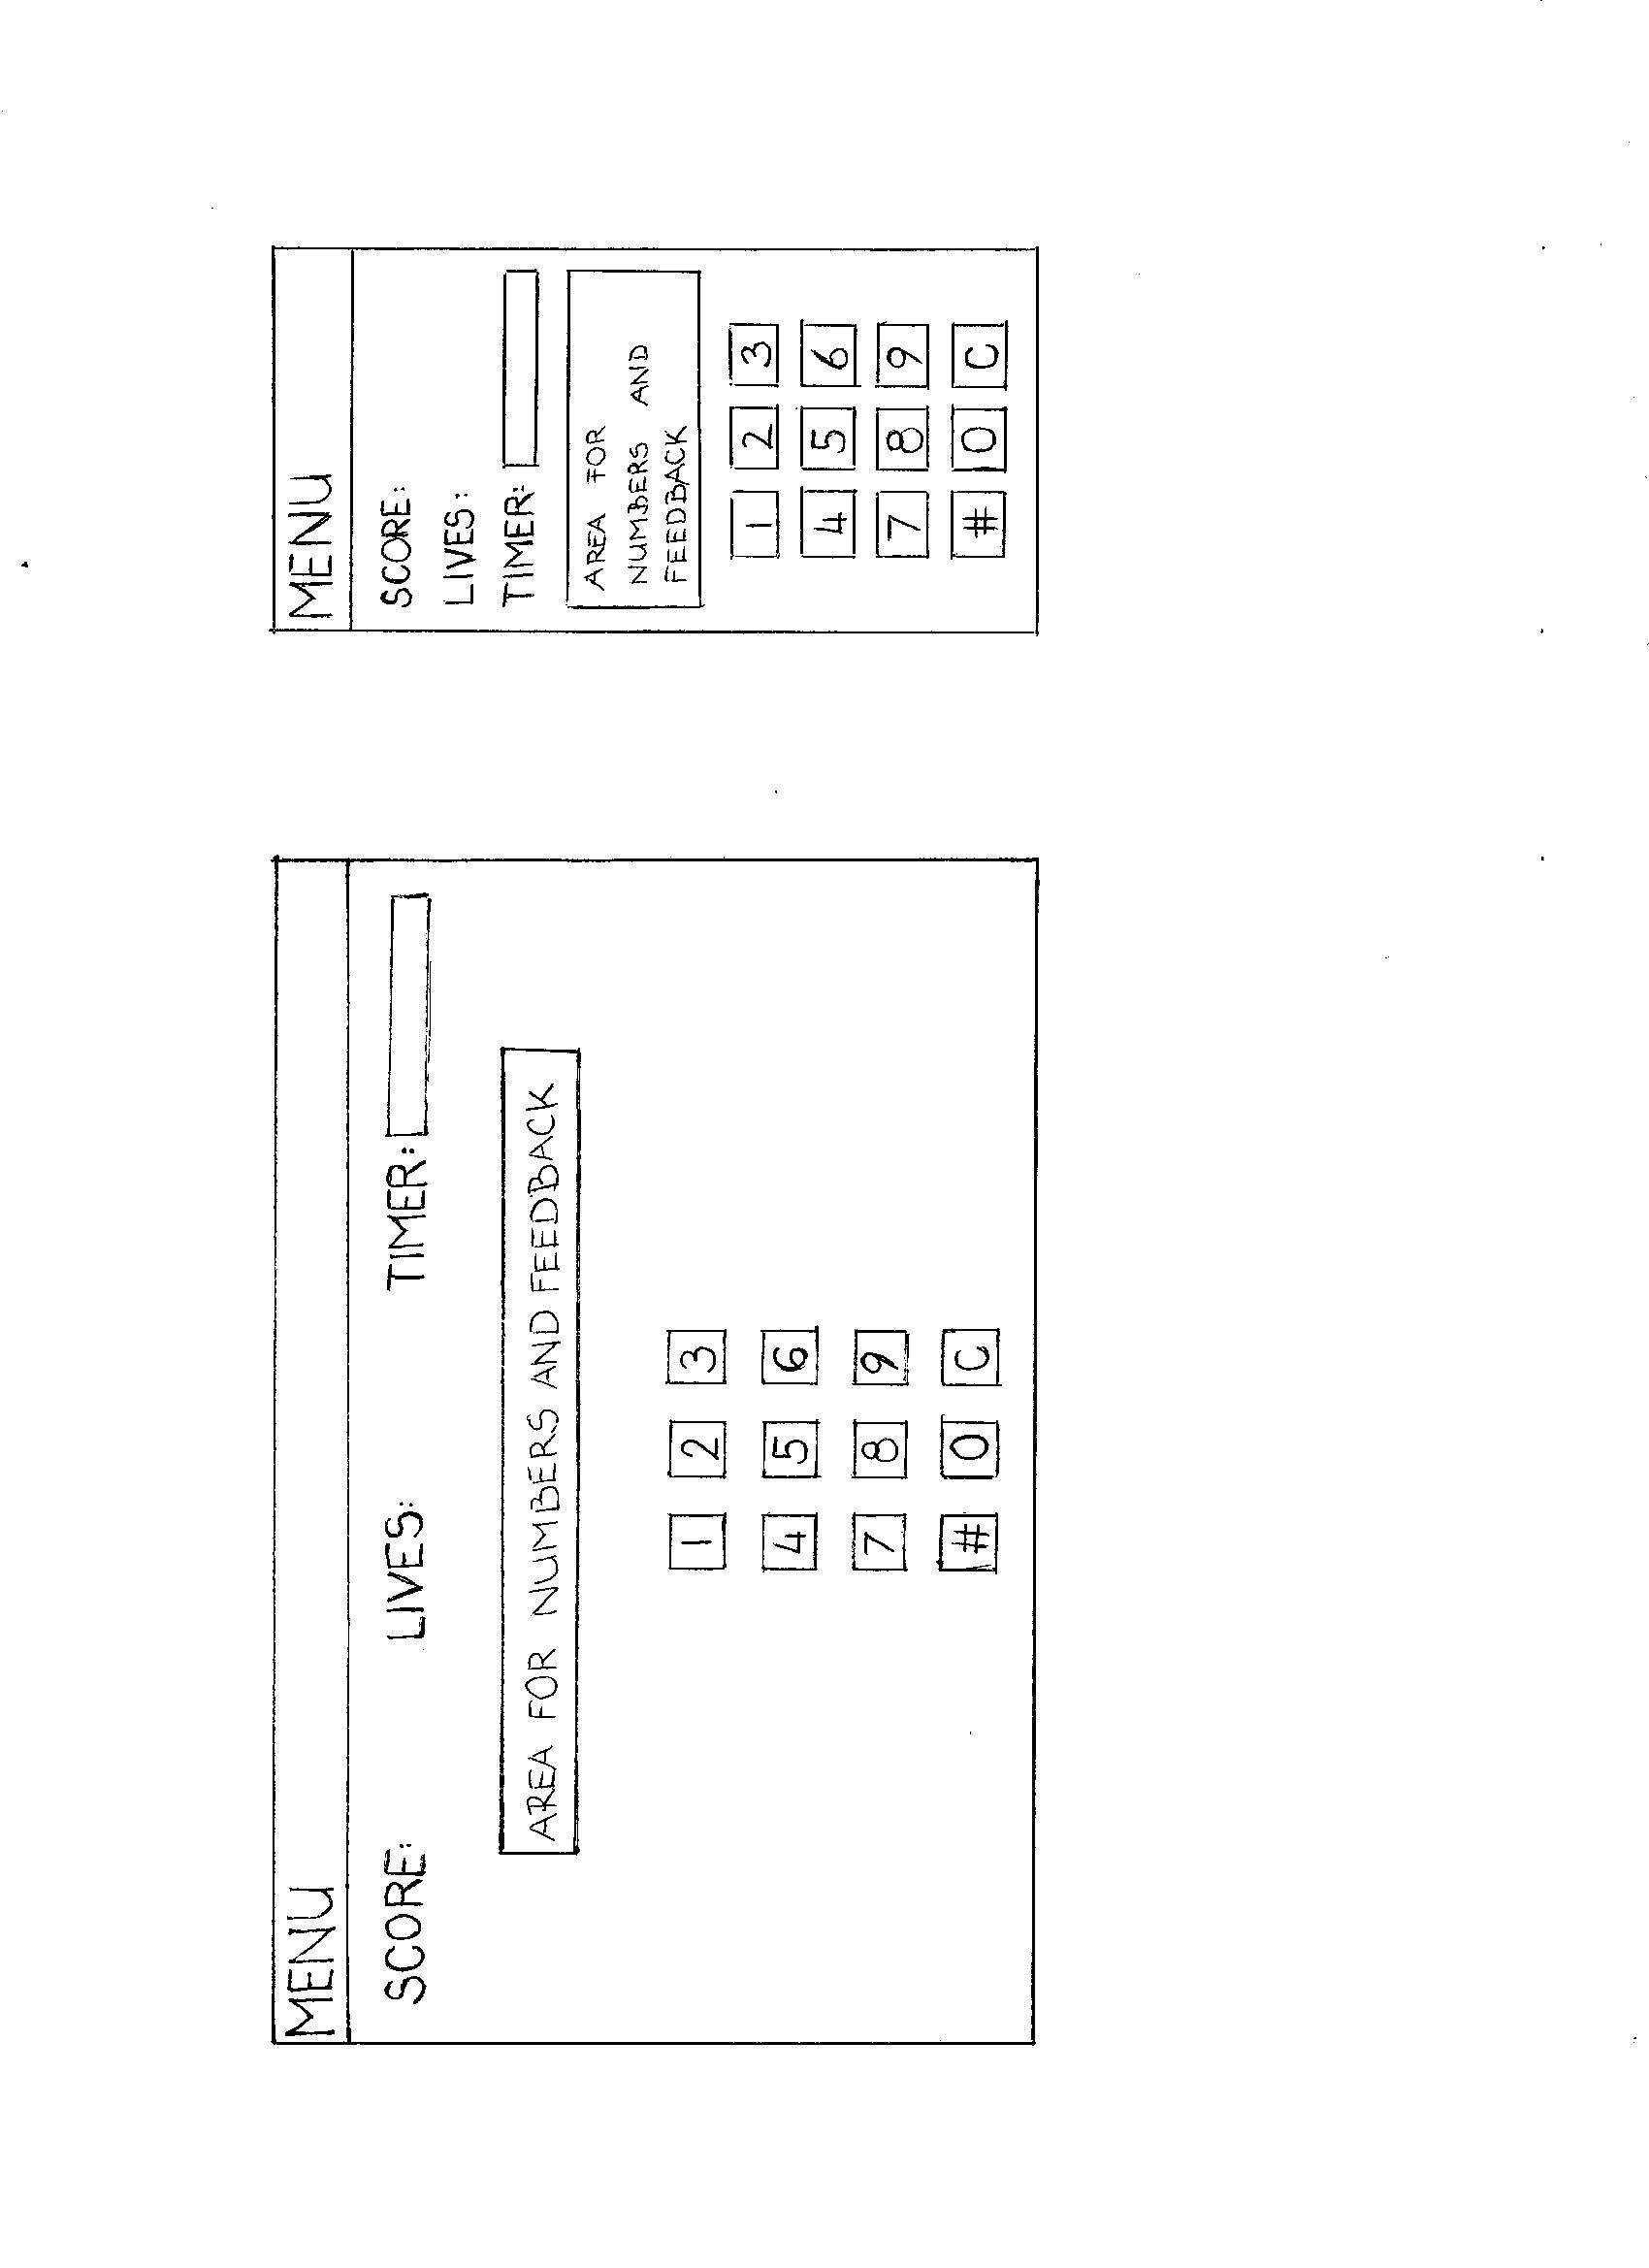 MENU
SCORE: LIVES: TIMER:
AREA FOR NUMBERS AND FEEDBACK
1 2 3
4 5 6
7 8 9
# 0 C
MENU
SCORE:
LIVES:
TIMER:
AREA FOR
NUMBERS AND
FEEDBACK
1 2 3
4 5 6
7 8 9
# 0 C